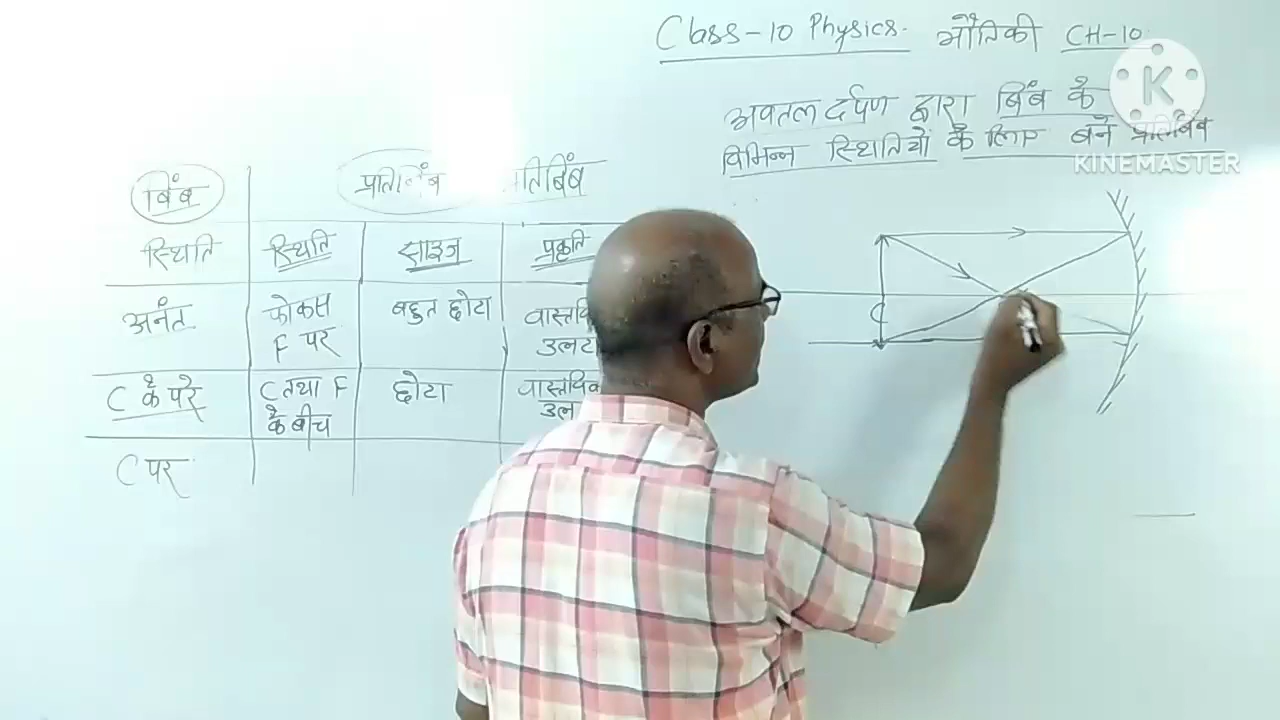 Class-10 Physics. भौतिकी CH-10
अवतल दर्पण द्वारा बिंब के
विभिन्न स्थितियों के लिए बने प्रतिबिंब
K
KINEMASTER
बिंब
स्थिति स्थिति साइज प्रकृति
अनंत फोकस F पर बहुत छोटा
C के परे C तथा F के बीच छोटा वास्तविक
C पर
C